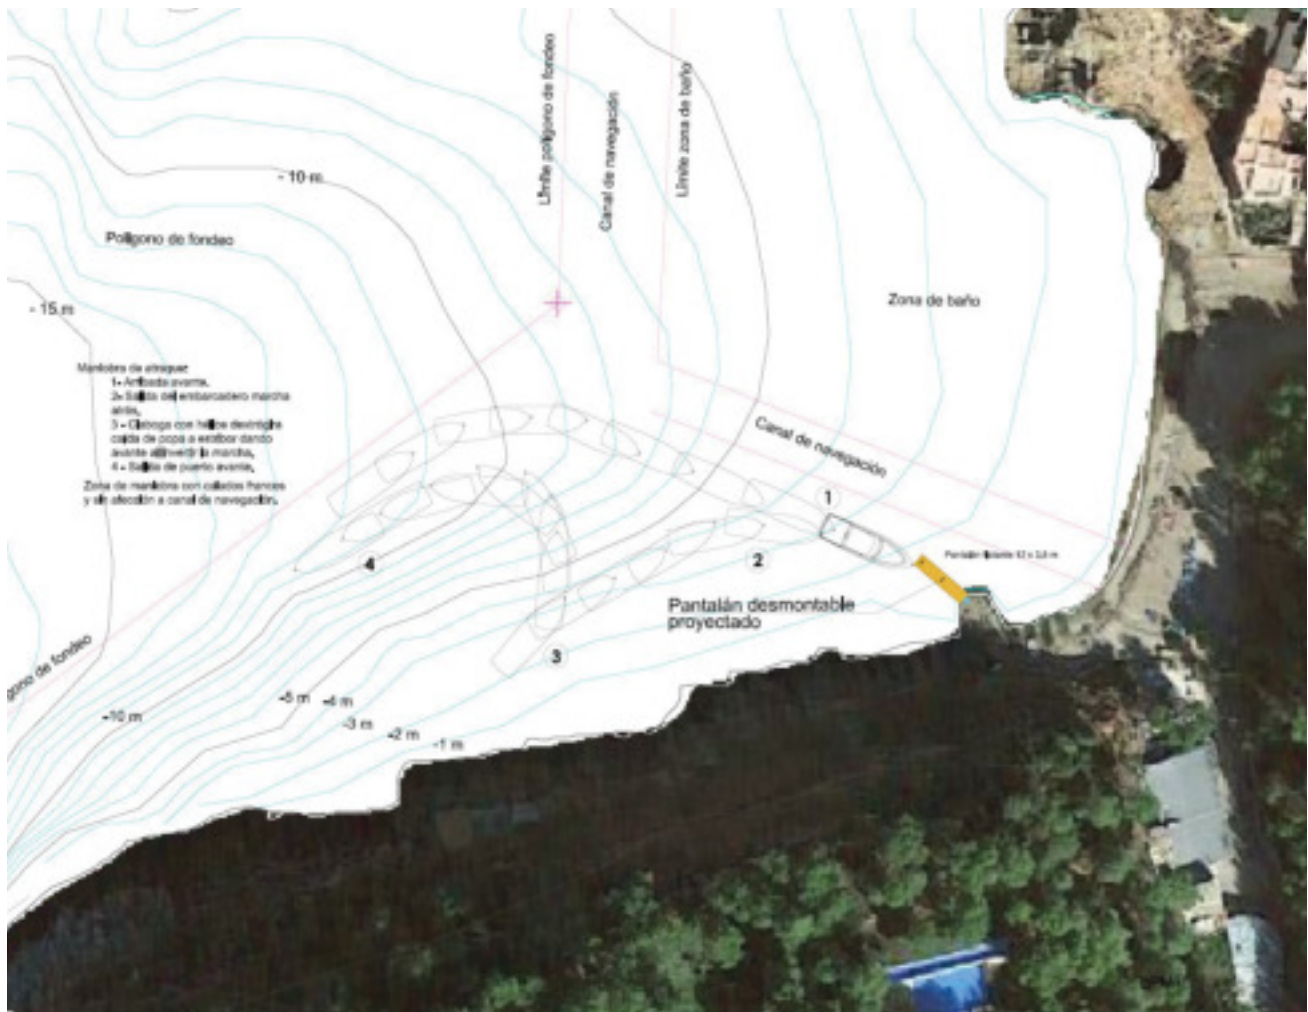 Límite polígono de fondeo
Canal de navegación
Límite zona de baño
- 10 m
Polígono de fondeo
- 15 m
Zona de baño
Maniobra de atraque:
1- Arribada avante.
2- Salida del embarcadero marcha
atrás.
3 - Ciaboga con hélice dextrógira
caída de popa a estribor dando
avante al invertir la marcha.
4 - Salida de puerto avante.
Zona de maniobra con calados francos
y sin afección a canal de navegación.
Canal de navegación
1
2
4
3
Pantalán flotante
Pantalán desmontable
proyectado
de fondeo
-10 m
-5 m
-4 m
-3 m
-2 m
-1 m